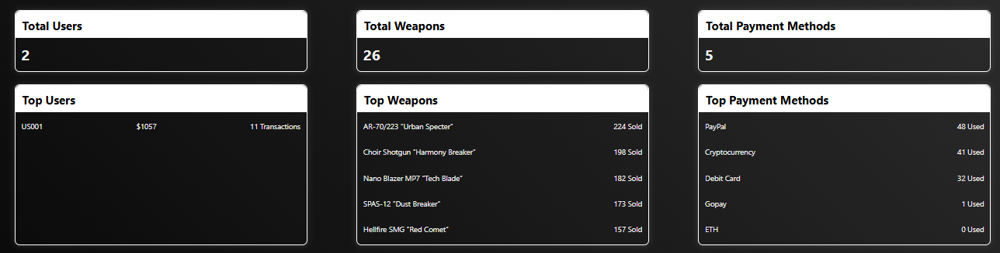 Total Users
2
Total Weapons
26
Total Payment Methods
5
Top Users
US001 $1057 11 Transactions
Top Weapons
AR-70/223 “Urban Specter” 224 Sold
Choir Shotgun “Harmony Breaker” 198 Sold
Nano Blazer MP7 “Tech Blade” 182 Sold
SPAS-12 “Dust Breaker” 173 Sold
Hellfire SMG “Red Comet” 157 Sold
Top Payment Methods
PayPal 48 Used
Cryptocurrency 41 Used
Debit Card 32 Used
Gopay 1 Used
ETH 0 Used